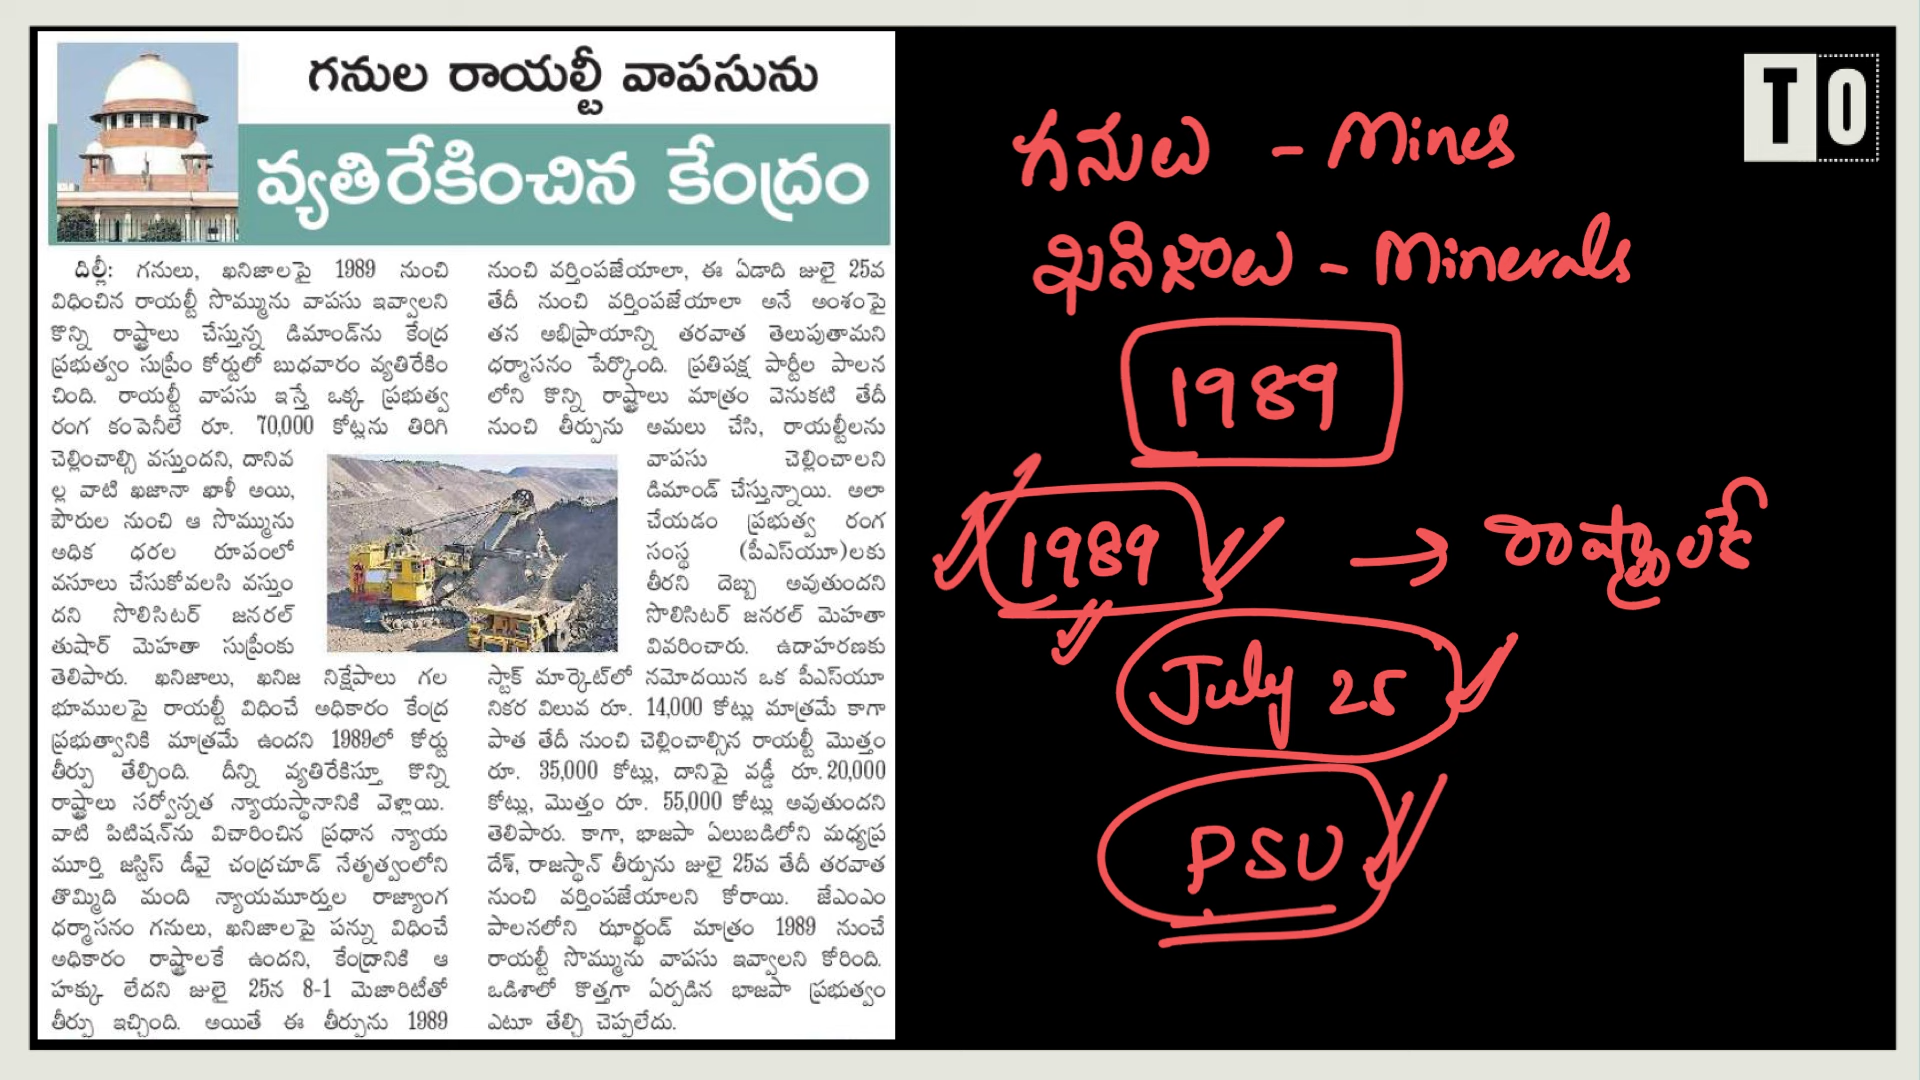 గనుల రాయల్టీ వాపసును
వ్యతిరేకించిన కేంద్రం
దిల్లీ: గనులు, ఖనిజాలపై 1989 నుంచి
విధించిన రాయల్టీ సొమ్మును వాపసు ఇవ్వాలని
కొన్ని రాష్ట్రాలు చేస్తున్న డిమాండ్‌ను కేంద్ర
ప్రభుత్వం సుప్రీం కోర్టులో బుధవారం వ్యతిరేకిం
చింది. రాయల్టీ వాపసు ఇస్తే ఒక్క ప్రభుత్వ
రంగ కంపెనీలే రూ. 70,000 కోట్లను తిరిగి
చెల్లించాల్సి వస్తుందని, దానివ
ల్ల వాటి ఖజానా ఖాళీ అయి,
పౌరుల నుంచి ఆ సొమ్మును
అధిక ధరల రూపంలో
వసూలు చేసుకోవలసి వస్తుం
దని సొలిసిటర్ జనరల్
తుషార్ మెహతా సుప్రీంకు
తెలిపారు. ఖనిజాలు, ఖనిజ నిక్షేపాలు గల
భూములపై రాయల్టీ విధించే అధికారం కేంద్ర
ప్రభుత్వానికి మాత్రమే ఉందని 1989లో కోర్టు
తీర్పు తేల్చింది. దీన్ని వ్యతిరేకిస్తూ కొన్ని
రాష్ట్రాలు సర్వోన్నత న్యాయస్థానానికి వెళ్లాయి.
వాటి పిటిషన్‌ను విచారించిన ప్రధాన న్యాయ
మూర్తి జస్టిస్ డీవై చంద్రచూడ్ నేతృత్వంలోని
తొమ్మిది మంది న్యాయమూర్తుల రాజ్యాంగ
ధర్మాసనం గనులు, ఖనిజాలపై పన్ను విధించే
అధికారం రాష్ట్రాలకే ఉందని, కేంద్రానికి ఆ
హక్కు లేదని జులై 25న 8-1 మెజారిటీతో
తీర్పు ఇచ్చింది. అయితే ఈ తీర్పును 1989
నుంచి వర్తింపజేయాలా, ఈ ఏడాది జులై 25వ
తేదీ నుంచి వర్తింపజేయాలా అనే అంశంపై
తన అభిప్రాయాన్ని తరవాత తెలుపుతామని
ధర్మాసనం పేర్కొంది. ప్రతిపక్ష పార్టీల పాలన
లోని కొన్ని రాష్ట్రాలు మాత్రం వెనుకటి తేదీ
నుంచి తీర్పును అమలు చేసి, రాయల్టీలను
వాపసు చెల్లించాలని
డిమాండ్ చేస్తున్నాయి. అలా
చేయడం ప్రభుత్వ రంగ
సంస్థ (పీఎస్‌యూ)లకు
తీరని దెబ్బ అవుతుందని
సొలిసిటర్ జనరల్ మెహతా
వివరించారు. ఉదాహరణకు
స్టాక్ మార్కెట్‌లో నమోదయిన ఒక పీఎస్‌యూ
నికర విలువ రూ. 14,000 కోట్లు మాత్రమే కాగా
పాత తేదీ నుంచి చెల్లించాల్సిన రాయల్టీ మొత్తం
రూ. 35,000 కోట్లు, దానిపై వడ్డీ రూ.20,000
కోట్లు, మొత్తం రూ. 55,000 కోట్లు అవుతుందని
తెలిపారు. కాగా, భాజపా ఏలుబడిలోని మధ్యప్ర
దేశ్, రాజస్థాన్ తీర్పును జులై 25వ తేదీ తరవాత
నుంచి వర్తింపజేయాలని కోరాయి. జేఎంఎం
పాలనలోని ఝార్ఖండ్ మాత్రం 1989 నుంచే
రాయల్టీ సొమ్మును వాపసు ఇవ్వాలని కోరింది.
ఒడిశాలో కొత్తగా ఏర్పడిన భాజపా ప్రభుత్వం
ఎటూ తేల్చి చెప్పలేదు.
TO
గనులు - Mines
ఖనిజాలు - Minerals
1989
1989 → రాష్ట్రాలకే
July 25
PSU